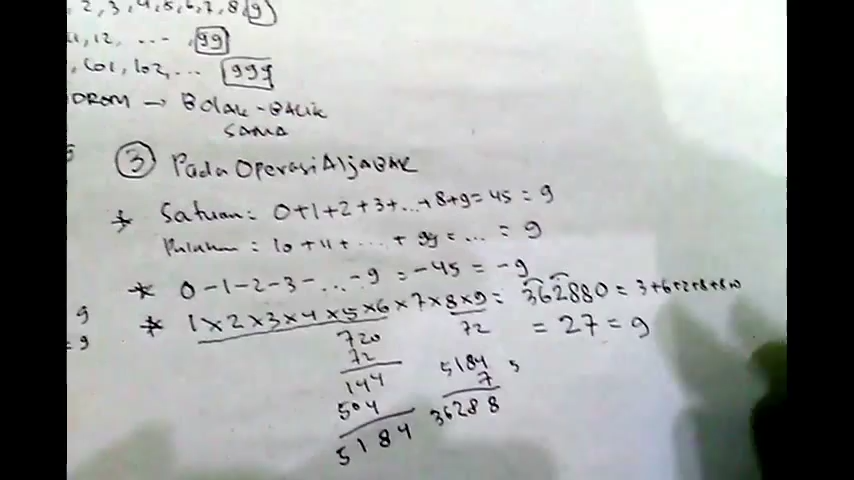 2, 3, 4, 5, 6, 7, 8, 9
11, 12, ... , 99
, 101, 102, ... 999
DROM → BOLAK-BALIK
SAMA
3 Pada Operasi AljaBAR
* Satuan: 0+1+2+3+...+8+9=45=9
Puluhan: 10+11+...+99=...=9
* 0-1-2-3-...-9=-45=-9
* 1×2×3×4×5×6×7×8×9=362880=3+6+2+8+8+0
=27=9
9
=9
720
72
72
144
504
5184
5184 5
7
36288